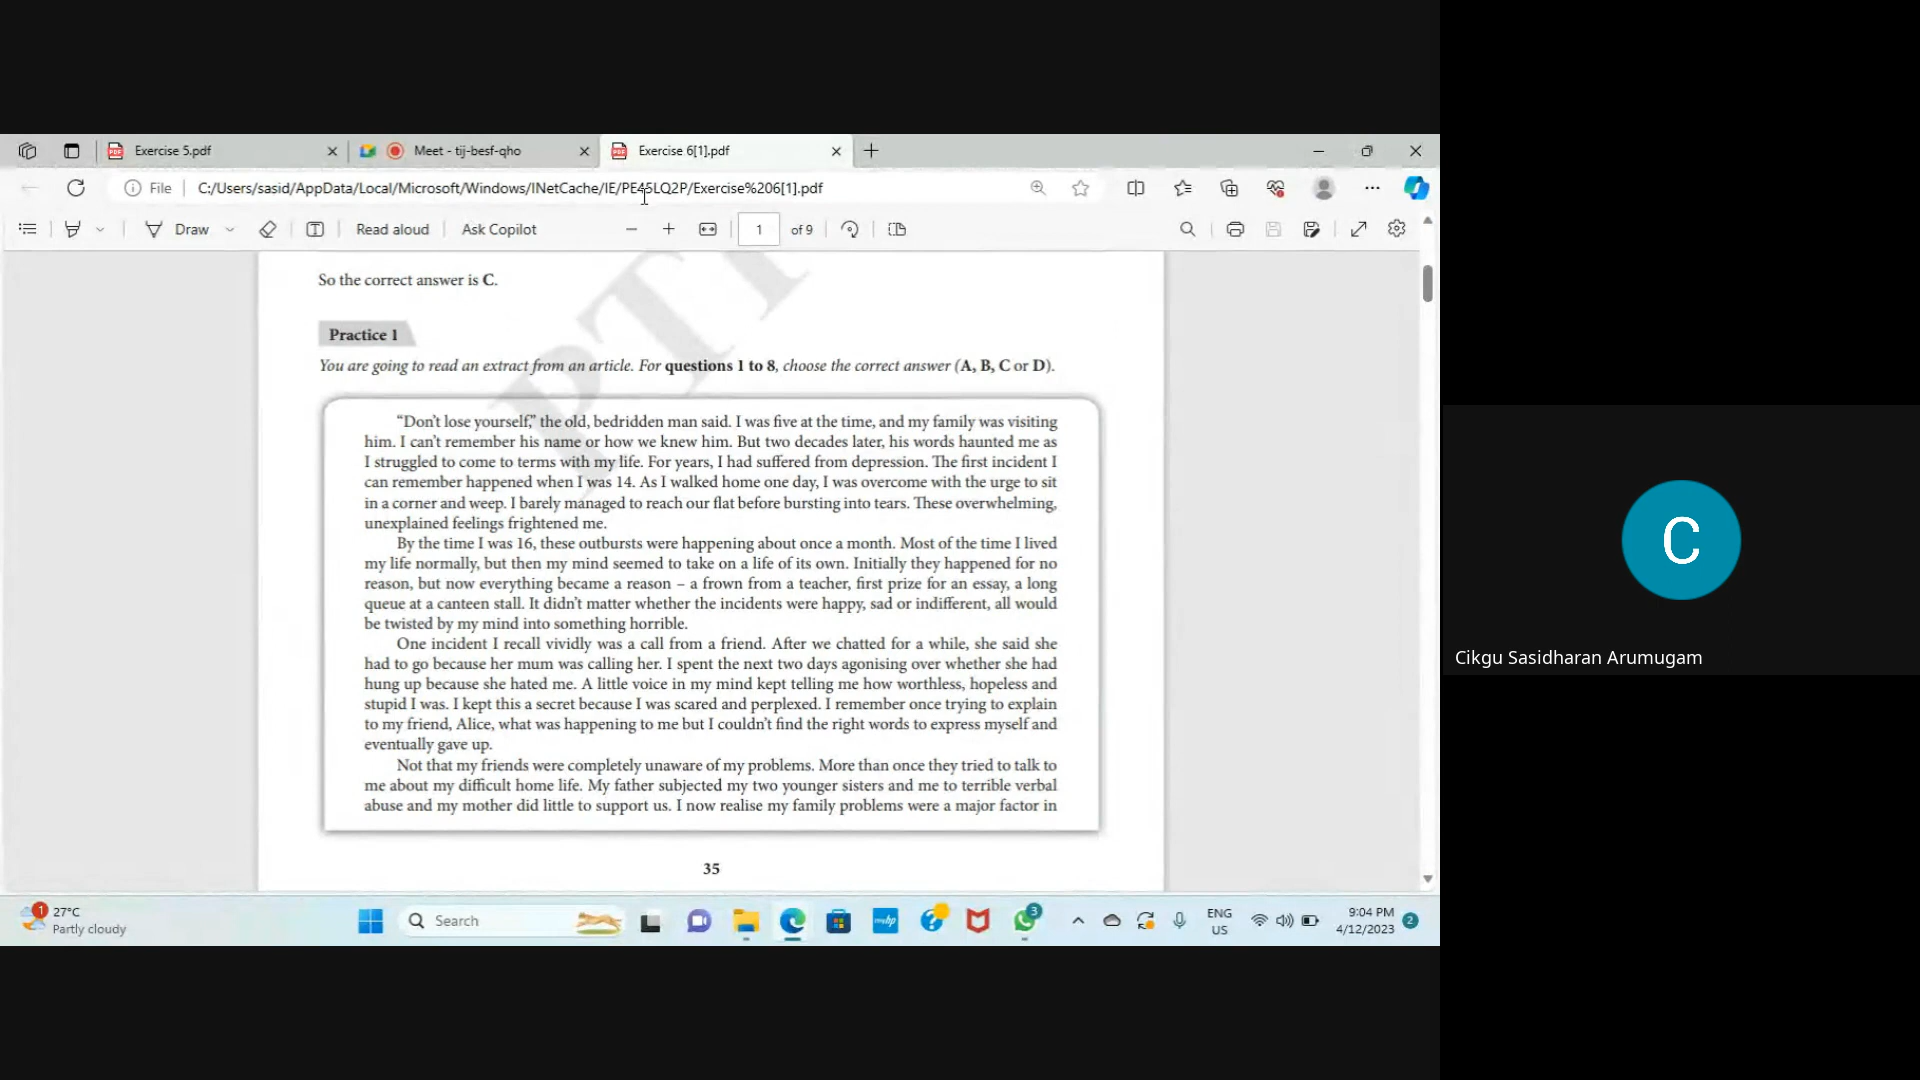 Exercise 5.pdf
Meet - tij-besf-qho
Exercise 6[1].pdf
File
C:/Users/sasid/AppData/Local/Microsoft/Windows/INetCache/IE/PE45LQ2P/Exercise%206[1].pdf
Draw
Read aloud
Ask Copilot
1
of 9
So the correct answer is C.
PTT
Practice 1
You are going to read an extract from an article. For questions 1 to 8, choose the correct answer (A, B, C or D).
“Don’t lose yourself,” the old, bedridden man said. I was five at the time, and my family was visiting
him. I can’t remember his name or how we knew him. But two decades later, his words haunted me as
I struggled to come to terms with my life. For years, I had suffered from depression. The first incident I
can remember happened when I was 14. As I walked home one day, I was overcome with the urge to sit
in a corner and weep. I barely managed to reach our flat before bursting into tears. These overwhelming,
unexplained feelings frightened me.
By the time I was 16, these outbursts were happening about once a month. Most of the time I lived
my life normally, but then my mind seemed to take on a life of its own. Initially they happened for no
reason, but now everything became a reason – a frown from a teacher, first prize for an essay, a long
queue at a canteen stall. It didn’t matter whether the incidents were happy, sad or indifferent, all would
be twisted by my mind into something horrible.
One incident I recall vividly was a call from a friend. After we chatted for a while, she said she
had to go because her mum was calling her. I spent the next two days agonising over whether she had
hung up because she hated me. A little voice in my mind kept telling me how worthless, hopeless and
stupid I was. I kept this a secret because I was scared and perplexed. I remember once trying to explain
to my friend, Alice, what was happening to me but I couldn’t find the right words to express myself and
eventually gave up.
Not that my friends were completely unaware of my problems. More than once they tried to talk to
me about my difficult home life. My father subjected my two younger sisters and me to terrible verbal
abuse and my mother did little to support us. I now realise my family problems were a major factor in
35
C
Cikgu Sasidharan Arumugam
1
27°C
Partly cloudy
Search
myhp
3
ENG
US
9:04 PM
4/12/2023
2